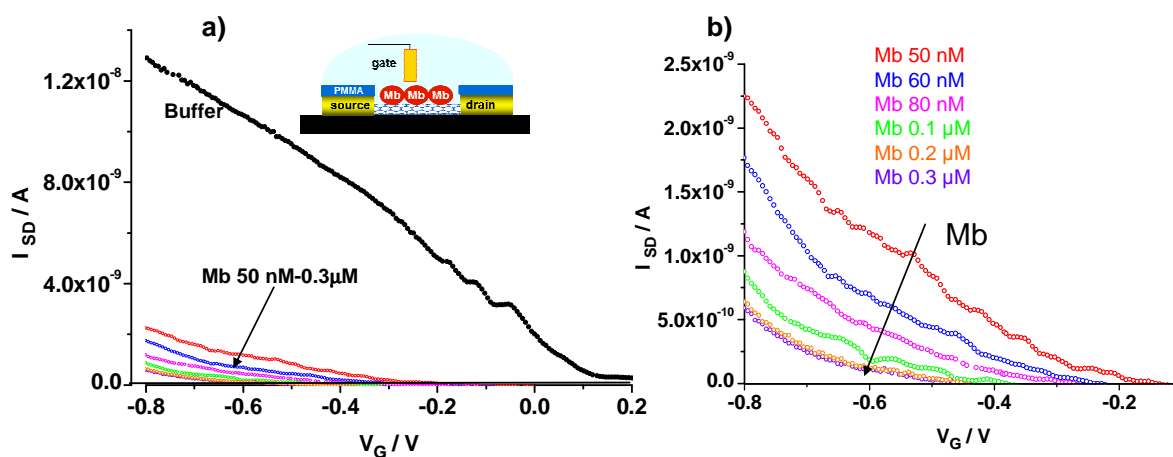 a)
1.2x10⁻⁸
8.0x10⁻⁹
4.0x10⁻⁹
0.0
I SD / A
Buffer
gate
PMMA
Mb Mb Mb
source
drain
Mb 50 nM-0.3µM
-0.8 -0.6 -0.4 -0.2 0.0 0.2
V G / V
b)
Mb 50 nM
Mb 60 nM
Mb 80 nM
Mb 0.1 µM
Mb 0.2 µM
Mb 0.3 µM
2.5x10⁻⁹
2.0x10⁻⁹
1.5x10⁻⁹
1.0x10⁻⁹
5.0x10⁻¹⁰
0.0
I SD / A
Mb
-0.8 -0.6 -0.4 -0.2
V G / V